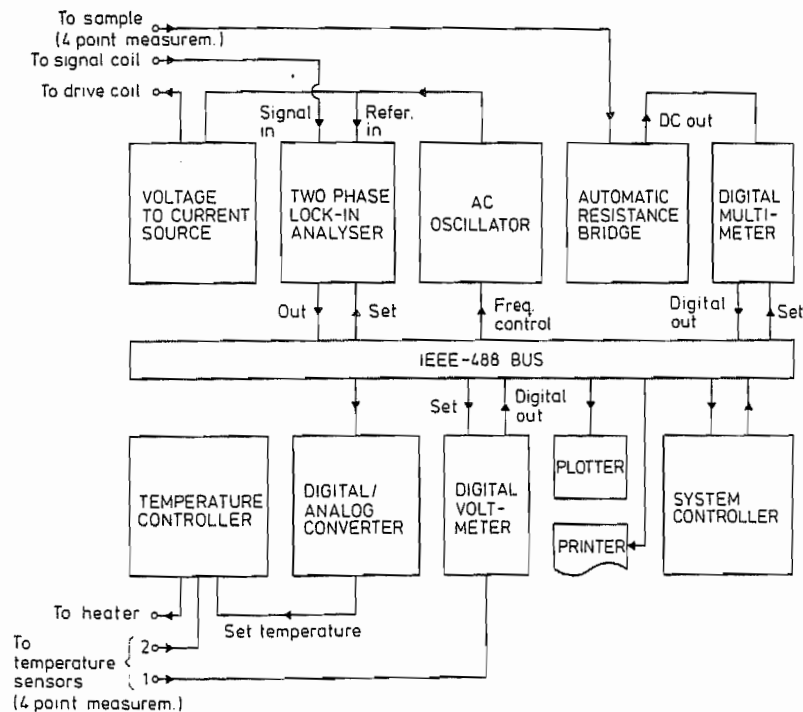 To sample
(4 point measurem.)
To signal coil
To drive coil
Signal
in
Refer.
in
DC out
VOLTAGE
TO CURRENT
SOURCE
TWO PHASE
LOCK-IN
ANALYSER
AC
OSCILLATOR
AUTOMATIC
RESISTANCE
BRIDGE
DIGITAL
MULTI-
METER
Out
Set
Freq.
control
Digital
out
Set
IEEE-488 BUS
Set
Digital
out
TEMPERATURE
CONTROLLER
DIGITAL/
ANALOG
CONVERTER
DIGITAL
VOLT-
METER
PLOTTER
PRINTER
SYSTEM
CONTROLLER
To heater
Set temperature
To
temperature
sensors
(4 point measurem.)
2
1